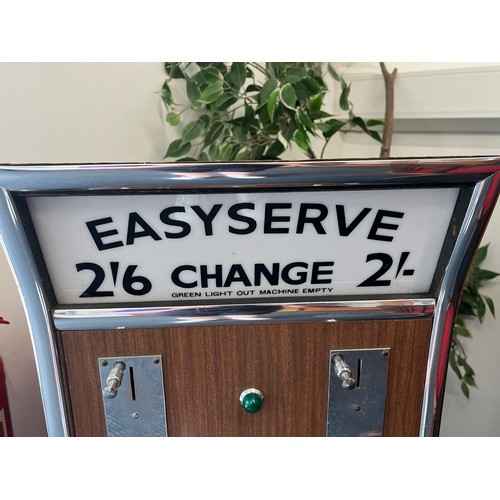 EASYSERVE
2'/6 CHANGE 2/-
GREEN LIGHT OUT MACHINE EMPTY